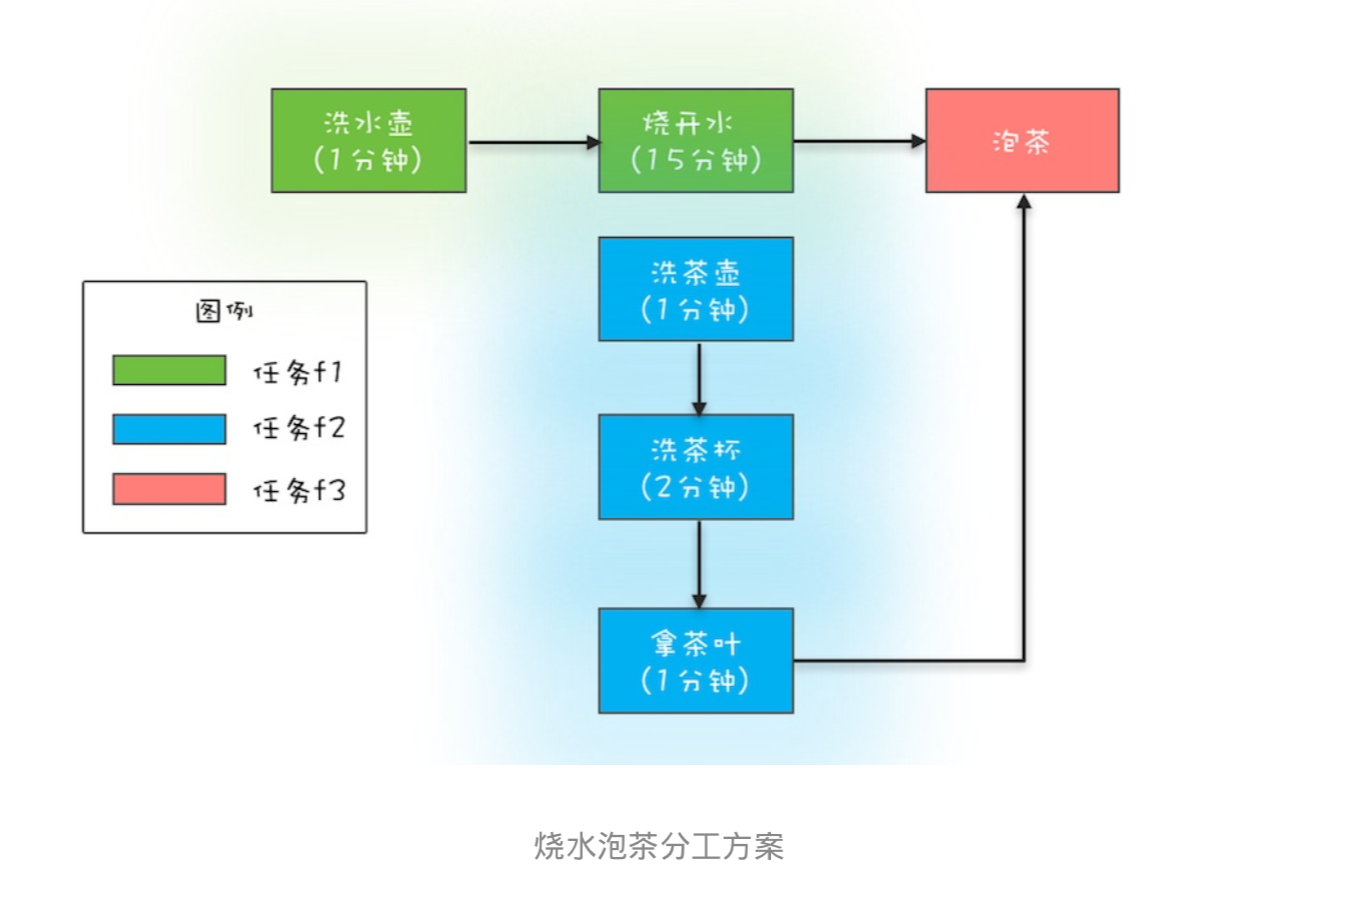 洗水壶
(1分钟)
烧开水
(15分钟)
泡茶
洗茶壶
(1分钟)
图例
任务f1
任务f2
任务f3
洗茶杯
(2分钟)
拿茶叶
(1分钟)
烧水泡茶分工方案